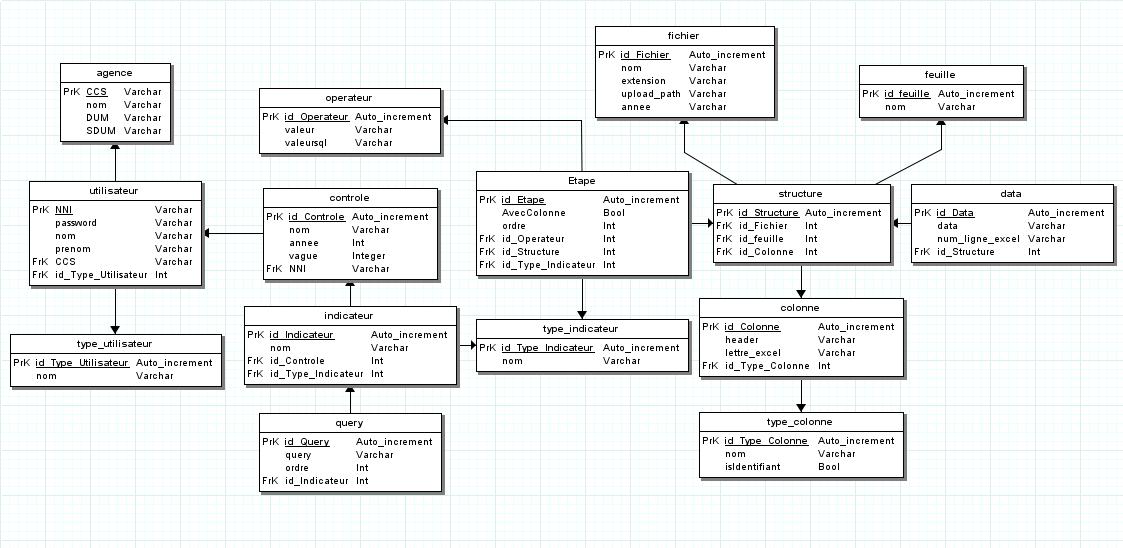 agence
PrK CCS Varchar
nom Varchar
DUM Varchar
SDUM Varchar
operateur
PrK id_Operateur Auto_increment
valeur Varchar
valeursql Varchar
fichier
PrK id_Fichier Auto_increment
nom Varchar
extension Varchar
upload_path Varchar
annee Varchar
feuille
PrK id_feuille Auto_increment
nom Varchar
utilisateur
PrK NNI Varchar
password Varchar
nom Varchar
prenom Varchar
FrK CCS Varchar
FrK id_Type_Utilisateur Int
controle
PrK id_Controle Auto_increment
nom Varchar
annee Int
vague Integer
FrK NNI Varchar
Etape
PrK id_Etape Auto_increment
AvecColonne Bool
ordre Int
FrK id_Operateur Int
FrK id_Structure Int
FrK id_Type_Indicateur Int
structure
PrK id_Structure Auto_increment
FrK id_Fichier Int
FrK id_feuille Int
FrK id_Colonne Int
data
PrK id_Data Auto_increment
data Varchar
num_ligne_excel Varchar
FrK id_Structure Int
type_utilisateur
PrK id_Type_Utilisateur Auto_increment
nom Varchar
indicateur
PrK id_Indicateur Auto_increment
nom Varchar
FrK id_Controle Int
FrK id_Type_Indicateur Int
type_indicateur
PrK id_Type_Indicateur Auto_increment
nom Varchar
colonne
PrK id_Colonne Auto_increment
header Varchar
lettre_excel Varchar
FrK id_Type_Colonne Int
query
PrK id_Query Auto_increment
query Varchar
ordre Int
FrK id_Indicateur Int
type_colonne
PrK id_Type_Colonne Auto_increment
nom Varchar
isIdentifiant Bool